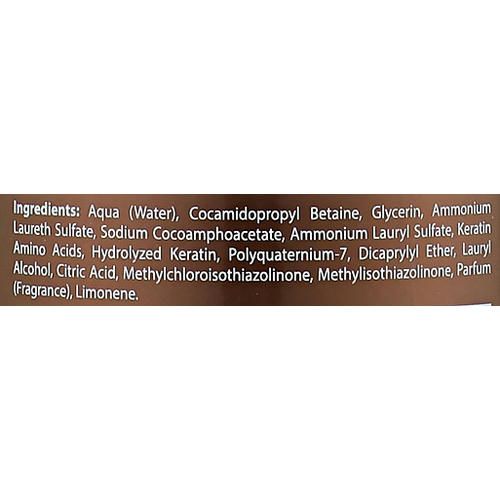 Ingredients: Aqua (Water), Cocamidopropyl Betaine, Glycerin, Ammonium
Laureth Sulfate, Sodium Cocoamphoacetate, Ammonium Lauryl Sulfate, Keratin
Amino Acids, Hydrolyzed Keratin, Polyquaternium-7, Dicaprylyl Ether, Lauryl
Alcohol, Citric Acid, Methylchloroisothiazolinone, Methylisothiazolinone, Parfum
(Fragrance), Limonene.